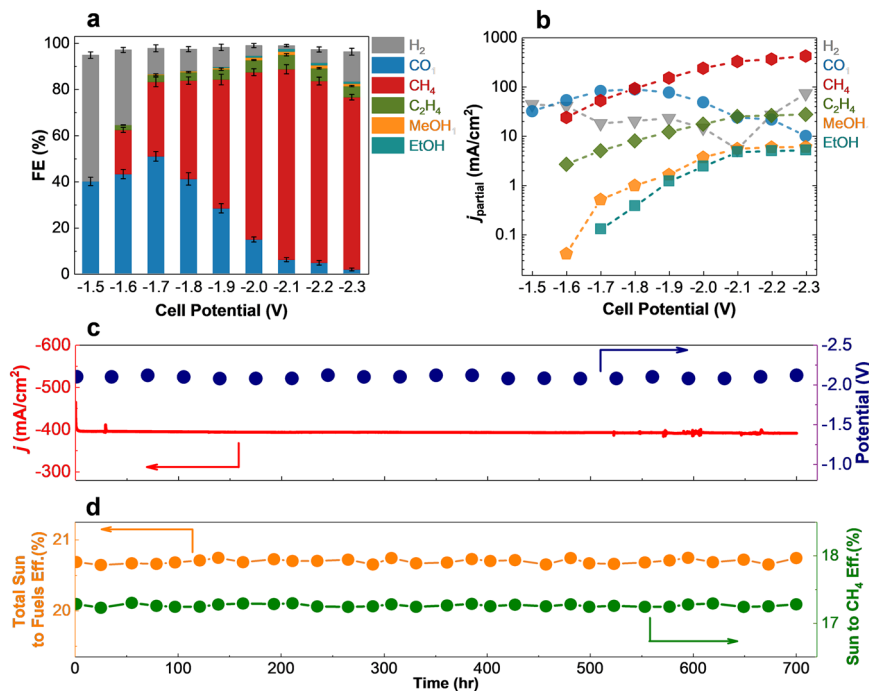 a
FE (%)
100
80
60
40
20
0
-1.5 -1.6 -1.7 -1.8 -1.9 -2.0 -2.1 -2.2 -2.3
Cell Potential (V)
H2
CO
CH4
C2H4
MeOH
EtOH
b
jpartial (mA/cm²)
1000
100
10
1
0.1
-1.5 -1.6 -1.7 -1.8 -1.9 -2.0 -2.1 -2.2 -2.3
Cell Potential (V)
H2
CO
CH4
C2H4
MeOH
EtOH
c
j (mA/cm²)
-600
-500
-400
-300
-2.5
-2.0
-1.5
-1.0
Potential (V)
d
Total Sun
to Fuels Eff.(%)
21
20
18
17
Sun to CH4 Eff.(%)
0 100 200 300 400 500 600 700
Time (hr)